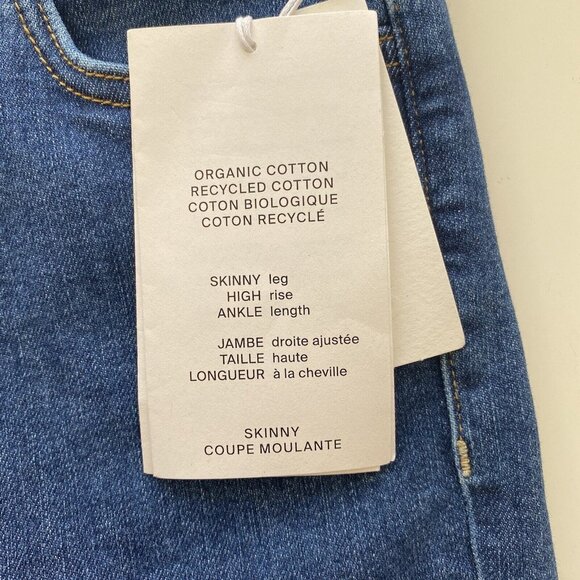 ORGANIC COTTON
RECYCLED COTTON
COTON BIOLOGIQUE
COTON RECYCLÉ
SKINNY leg
HIGH rise
ANKLE length
JAMBE droite ajustée
TAILLE haute
LONGUEUR à la cheville
SKINNY
COUPE MOULANTE